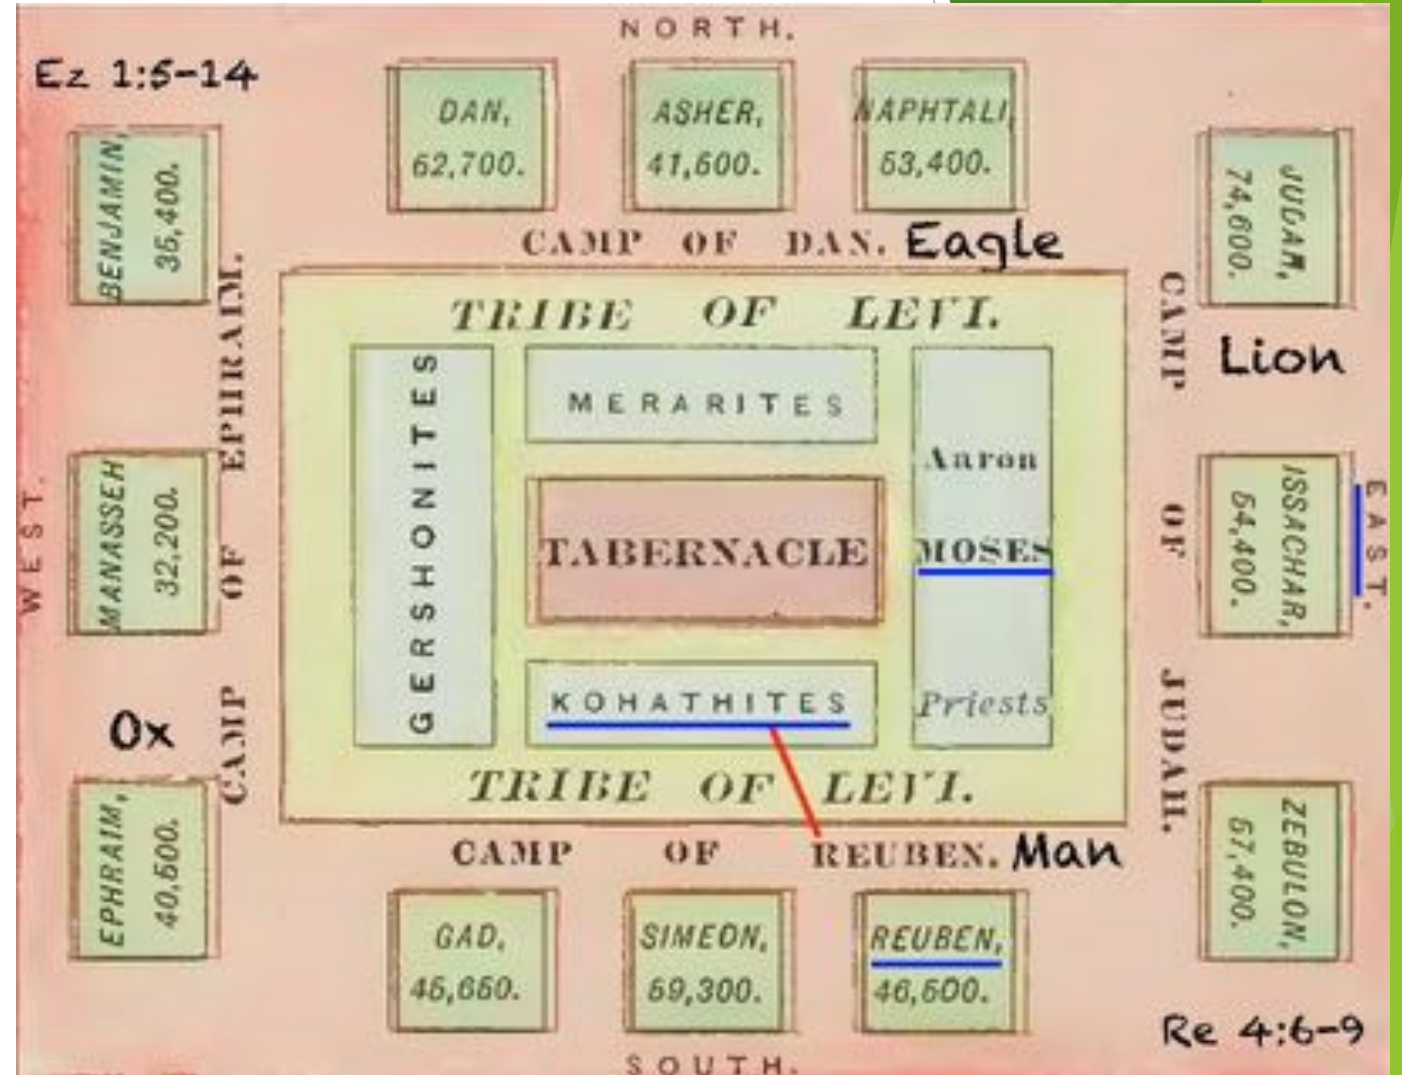 NORTH.
Ez 1:5-14
DAN,
62,700.
ASHER,
41,500.
NAPHTALI,
53,400.
CAMP OF DAN. Eagle
BENJAMIN,
35,400.
MANASSEH
32,200.
EPHRAIM,
40,500.
Ox
WEST.
CAMP OF EPHRAIM.
TRIBE OF LEVI.
GERSHONITES
MERARITES
TABERNACLE
KOHATHITES
Aaron
MOSES
Priests
TRIBE OF LEVI.
CAMP OF JUDAH.
JUDAH,
74,600.
Lion
ISSACHAR,
54,400.
EAST.
ZEBULON,
57,400.
CAMP OF REUBEN. Man
GAD,
45,650.
SIMEON,
59,300.
REUBEN,
46,500.
SOUTH.
Re 4:6-9